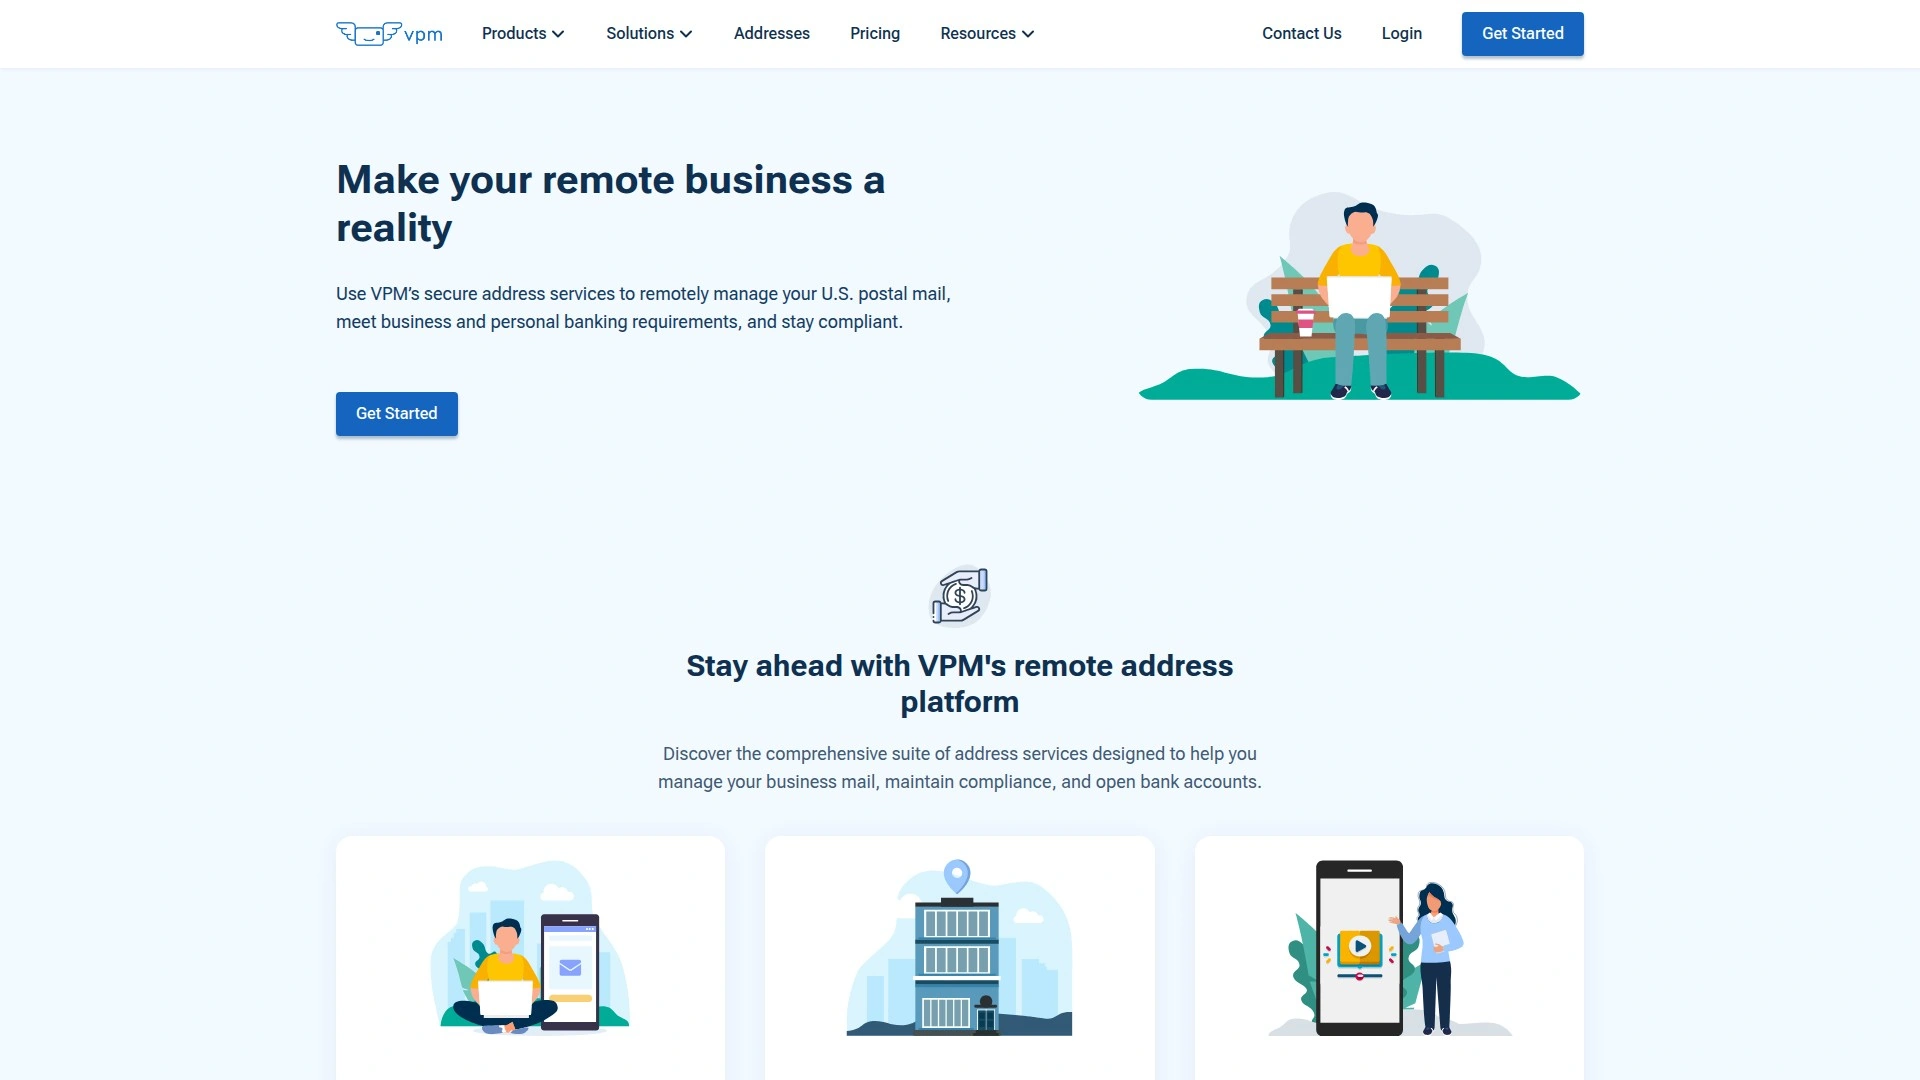 vpm
Products
Solutions
Addresses
Pricing
Resources
Contact Us
Login
Get Started
Make your remote business a
reality
Use VPM’s secure address services to remotely manage your U.S. postal mail,
meet business and personal banking requirements, and stay compliant.
Get Started
$
Stay ahead with VPM's remote address
platform
Discover the comprehensive suite of address services designed to help you
manage your business mail, maintain compliance, and open bank accounts.